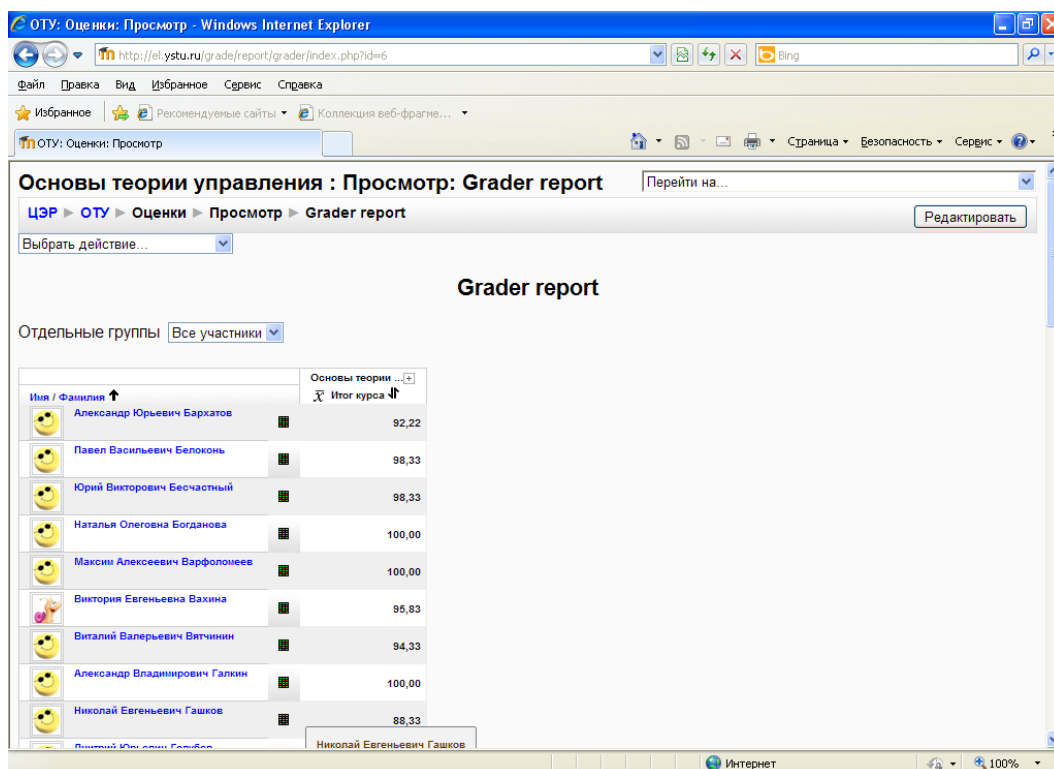 ОТУ: Оценки: Просмотр - Windows Internet Explorer
http://el.ystu.ru/grade/report/grader/index.php?id=6
Bing
Файл Правка Вид Избранное Сервис Справка
Избранное Рекомендуемые сайты Коллекция веб-фрагме...
ОТУ: Оценки: Просмотр Страница Безопасность Сервис
Основы теории управления : Просмотр: Grader report Перейти на...
ЦЭР ► ОТУ ► Оценки ► Просмотр ► Grader report Редактировать
Выбрать действие...
Grader report
Отдельные группы Все участники
Основы теории ...
Имя / Фамилия x̅ Итог курса
Александр Юрьевич Бархатов 92,22
Павел Васильевич Белоконь 98,33
Юрий Викторович Бесчастный 98,33
Наталья Олеговна Богданова 100,00
Максим Алексеевич Варфоломеев 100,00
Виктория Евгеньевна Вахина 95,83
Виталий Валерьевич Вятчинин 94,33
Александр Владимирович Галкин 100,00
Николай Евгеньевич Гашков 88,33
Николай Евгеньевич Гашков
Интернет 100%